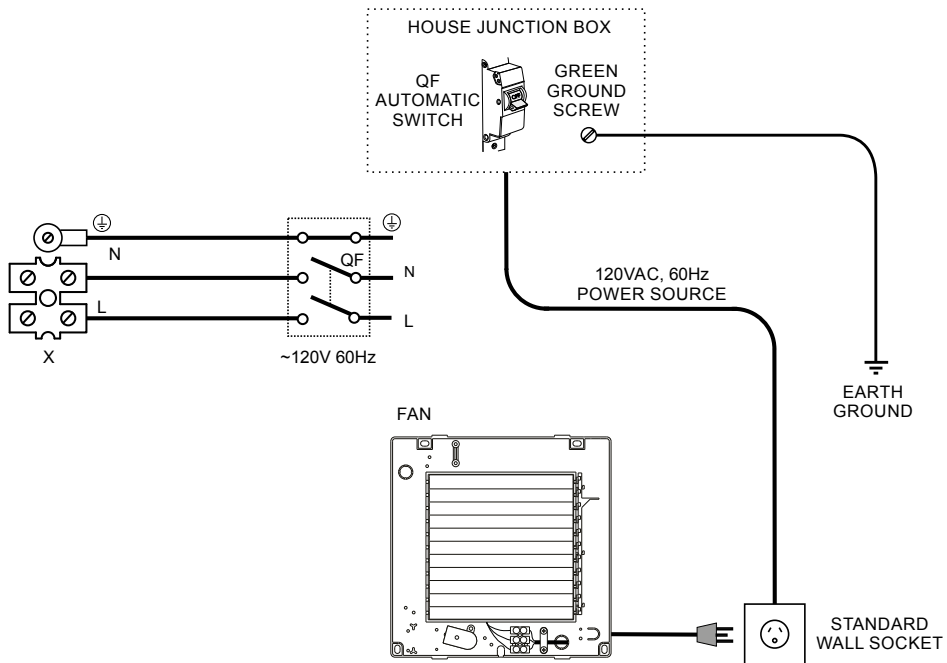 HOUSE JUNCTION BOX
QF
AUTOMATIC
SWITCH
OFF
GREEN
GROUND
SCREW
N
QF
N
L
L
X
~120V 60Hz
120VAC, 60Hz
POWER SOURCE
EARTH
GROUND
FAN
STANDARD
WALL SOCKET